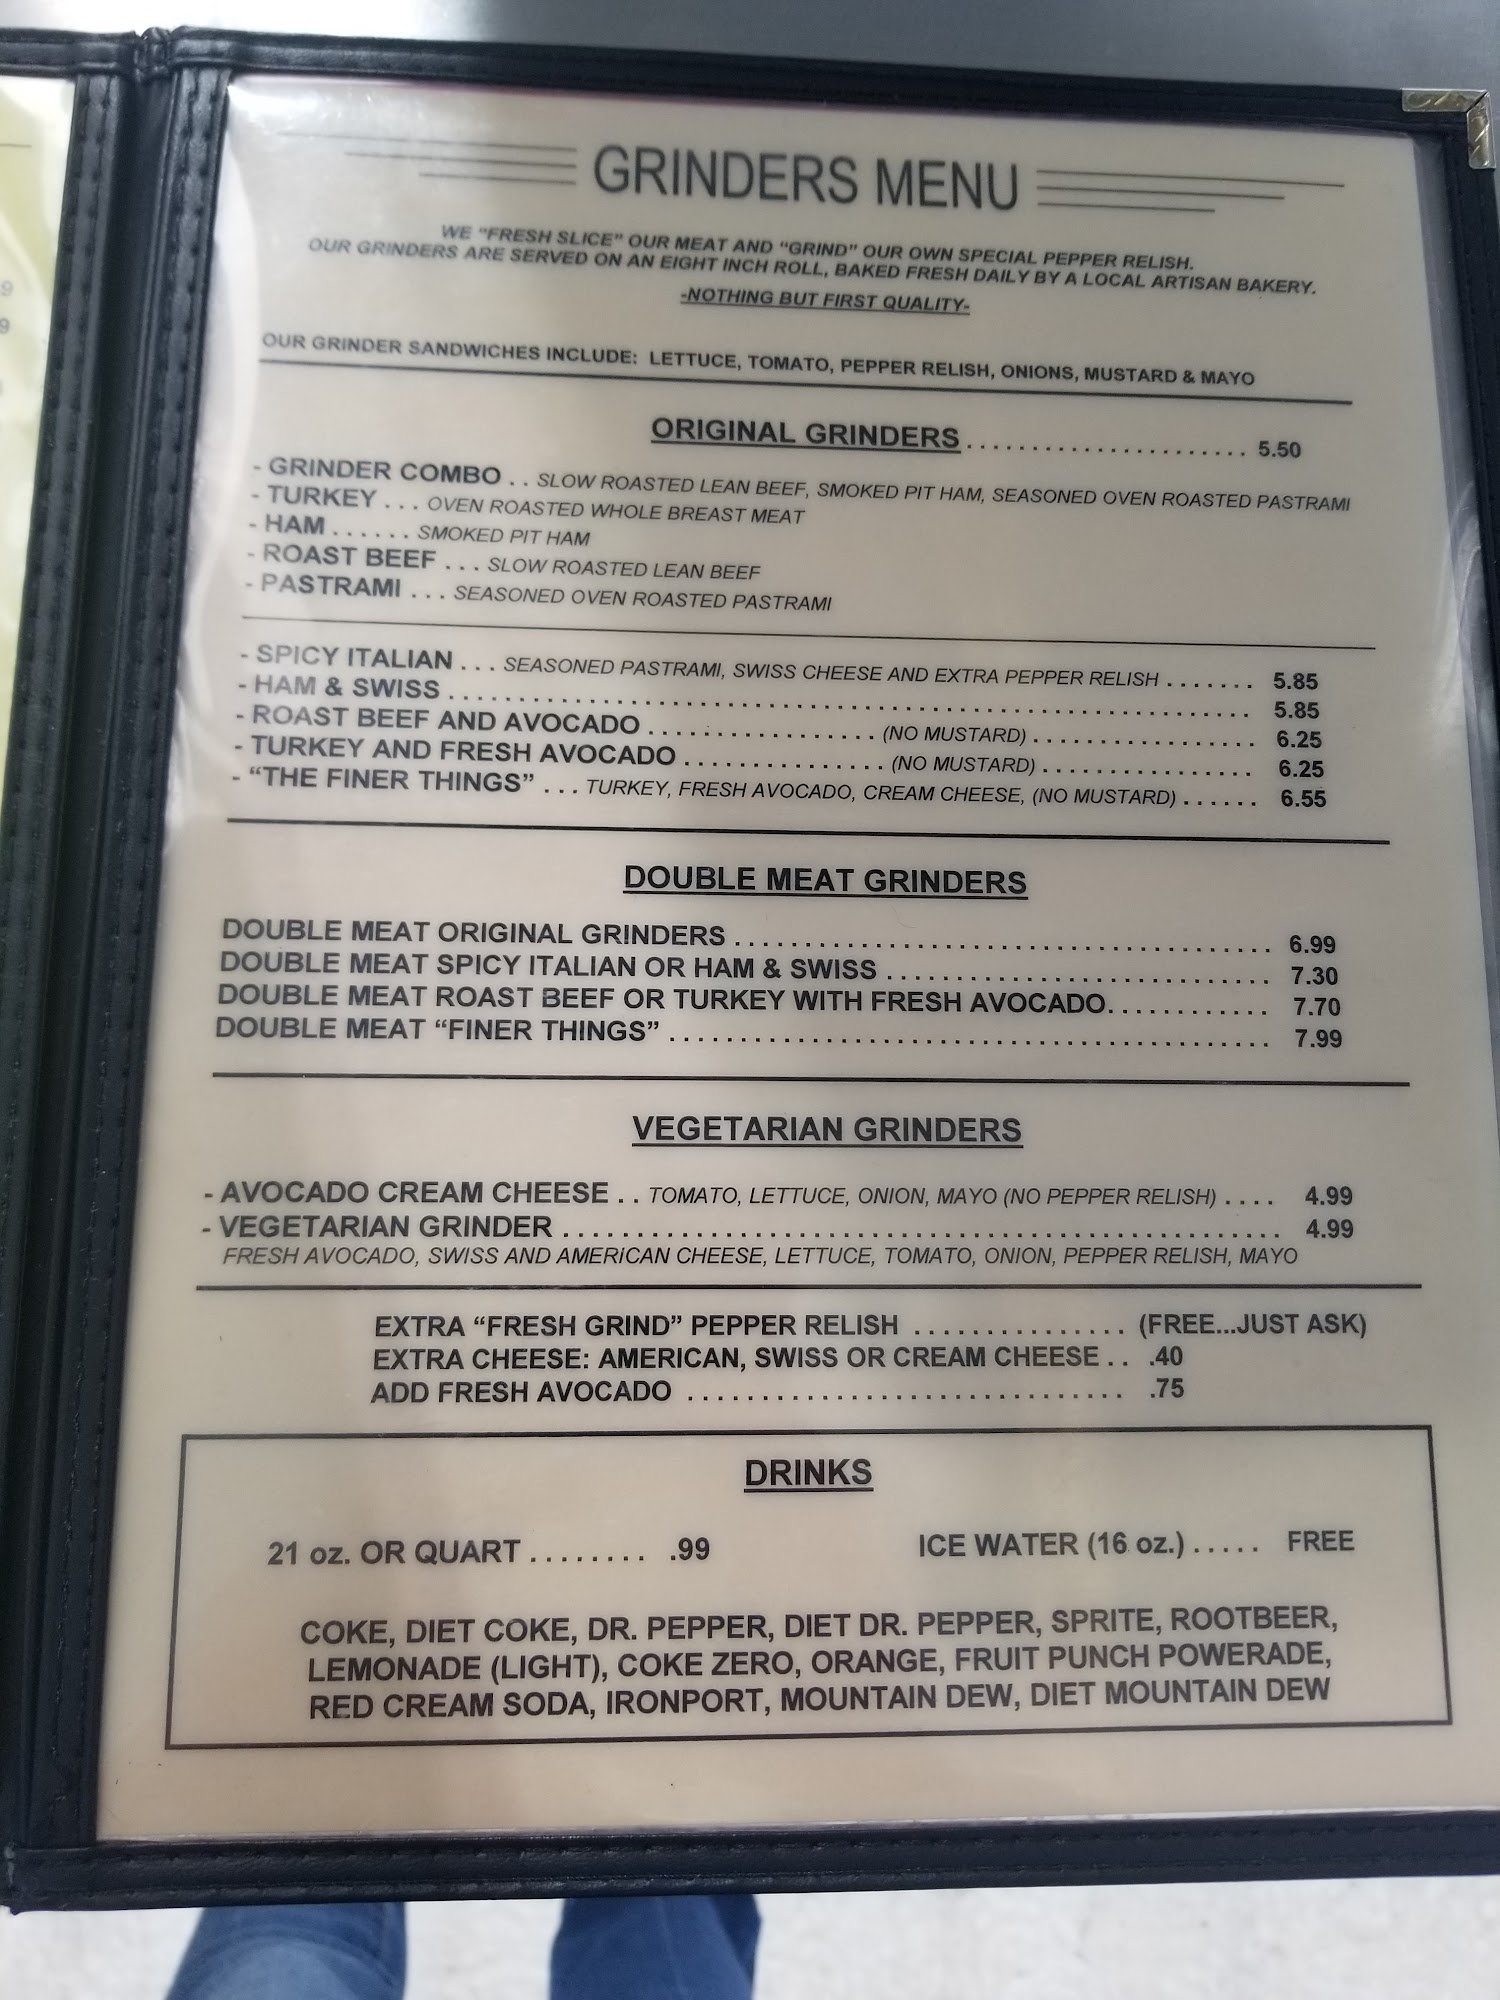 GRINDERS MENU
WE "FRESH SLICE" OUR MEAT AND "GRIND" OUR OWN SPECIAL PEPPER RELISH.
OUR GRINDERS ARE SERVED ON AN EIGHT INCH ROLL, BAKED FRESH DAILY BY A LOCAL ARTISAN BAKERY.
-NOTHING BUT FIRST QUALITY-
OUR GRINDER SANDWICHES INCLUDE: LETTUCE, TOMATO, PEPPER RELISH, ONIONS, MUSTARD & MAYO
ORIGINAL GRINDERS . . . . . . . . . . . . . . . . . . . . 5.50
- GRINDER COMBO . . SLOW ROASTED LEAN BEEF, SMOKED PIT HAM, SEASONED OVEN ROASTED PASTRAMI
- TURKEY . . . OVEN ROASTED WHOLE BREAST MEAT
- HAM . . . . . . SMOKED PIT HAM
- ROAST BEEF . . . SLOW ROASTED LEAN BEEF
- PASTRAMI . . . SEASONED OVEN ROASTED PASTRAMI
- SPICY ITALIAN . . . SEASONED PASTRAMI, SWISS CHEESE AND EXTRA PEPPER RELISH . . . . . . . 5.85
- HAM & SWISS . . . . . . . . . . . . . . . . . . . . 5.85
- ROAST BEEF AND AVOCADO . . . . . . . . . . . . . . . . (NO MUSTARD) . . . . . . . . . . . . . . . . 6.25
- TURKEY AND FRESH AVOCADO . . . . . . . . . . . . . . . (NO MUSTARD) . . . . . . . . . . . . . . . 6.25
- "THE FINER THINGS" . . . TURKEY, FRESH AVOCADO, CREAM CHEESE, (NO MUSTARD) . . . . . . 6.55
DOUBLE MEAT GRINDERS
DOUBLE MEAT ORIGINAL GRINDERS . . . . . . . . . . . . . . . . . . . . 6.99
DOUBLE MEAT SPICY ITALIAN OR HAM & SWISS . . . . . . . . . . . . . . . . . . . . 7.30
DOUBLE MEAT ROAST BEEF OR TURKEY WITH FRESH AVOCADO. . . . . . . . . . . . 7.70
DOUBLE MEAT "FINER THINGS" . . . . . . . . . . . . . . . . . . . . 7.99
VEGETARIAN GRINDERS
- AVOCADO CREAM CHEESE . . TOMATO, LETTUCE, ONION, MAYO (NO PEPPER RELISH) . . . . 4.99
- VEGETARIAN GRINDER . . . . . . . . . . . . . . . . . . . . 4.99
FRESH AVOCADO, SWISS AND AMERICAN CHEESE, LETTUCE, TOMATO, ONION, PEPPER RELISH, MAYO
EXTRA "FRESH GRIND" PEPPER RELISH . . . . . . . . . . . . . . . (FREE...JUST ASK)
EXTRA CHEESE: AMERICAN, SWISS OR CREAM CHEESE . . .40
ADD FRESH AVOCADO . . . . . . . . . . . . . . . . . . . . .75
DRINKS
21 oz. OR QUART . . . . . . . . .99 ICE WATER (16 oz.) . . . . . FREE
COKE, DIET COKE, DR. PEPPER, DIET DR. PEPPER, SPRITE, ROOTBEER,
LEMONADE (LIGHT), COKE ZERO, ORANGE, FRUIT PUNCH POWERADE,
RED CREAM SODA, IRONPORT, MOUNTAIN DEW, DIET MOUNTAIN DEW